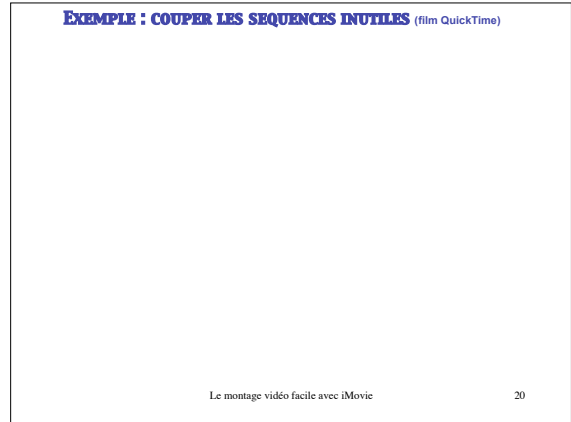 EXEMPLE : COUPER LES SEQUENCES INUTILES (film QuickTime)
Le montage vidéo facile avec iMovie 20